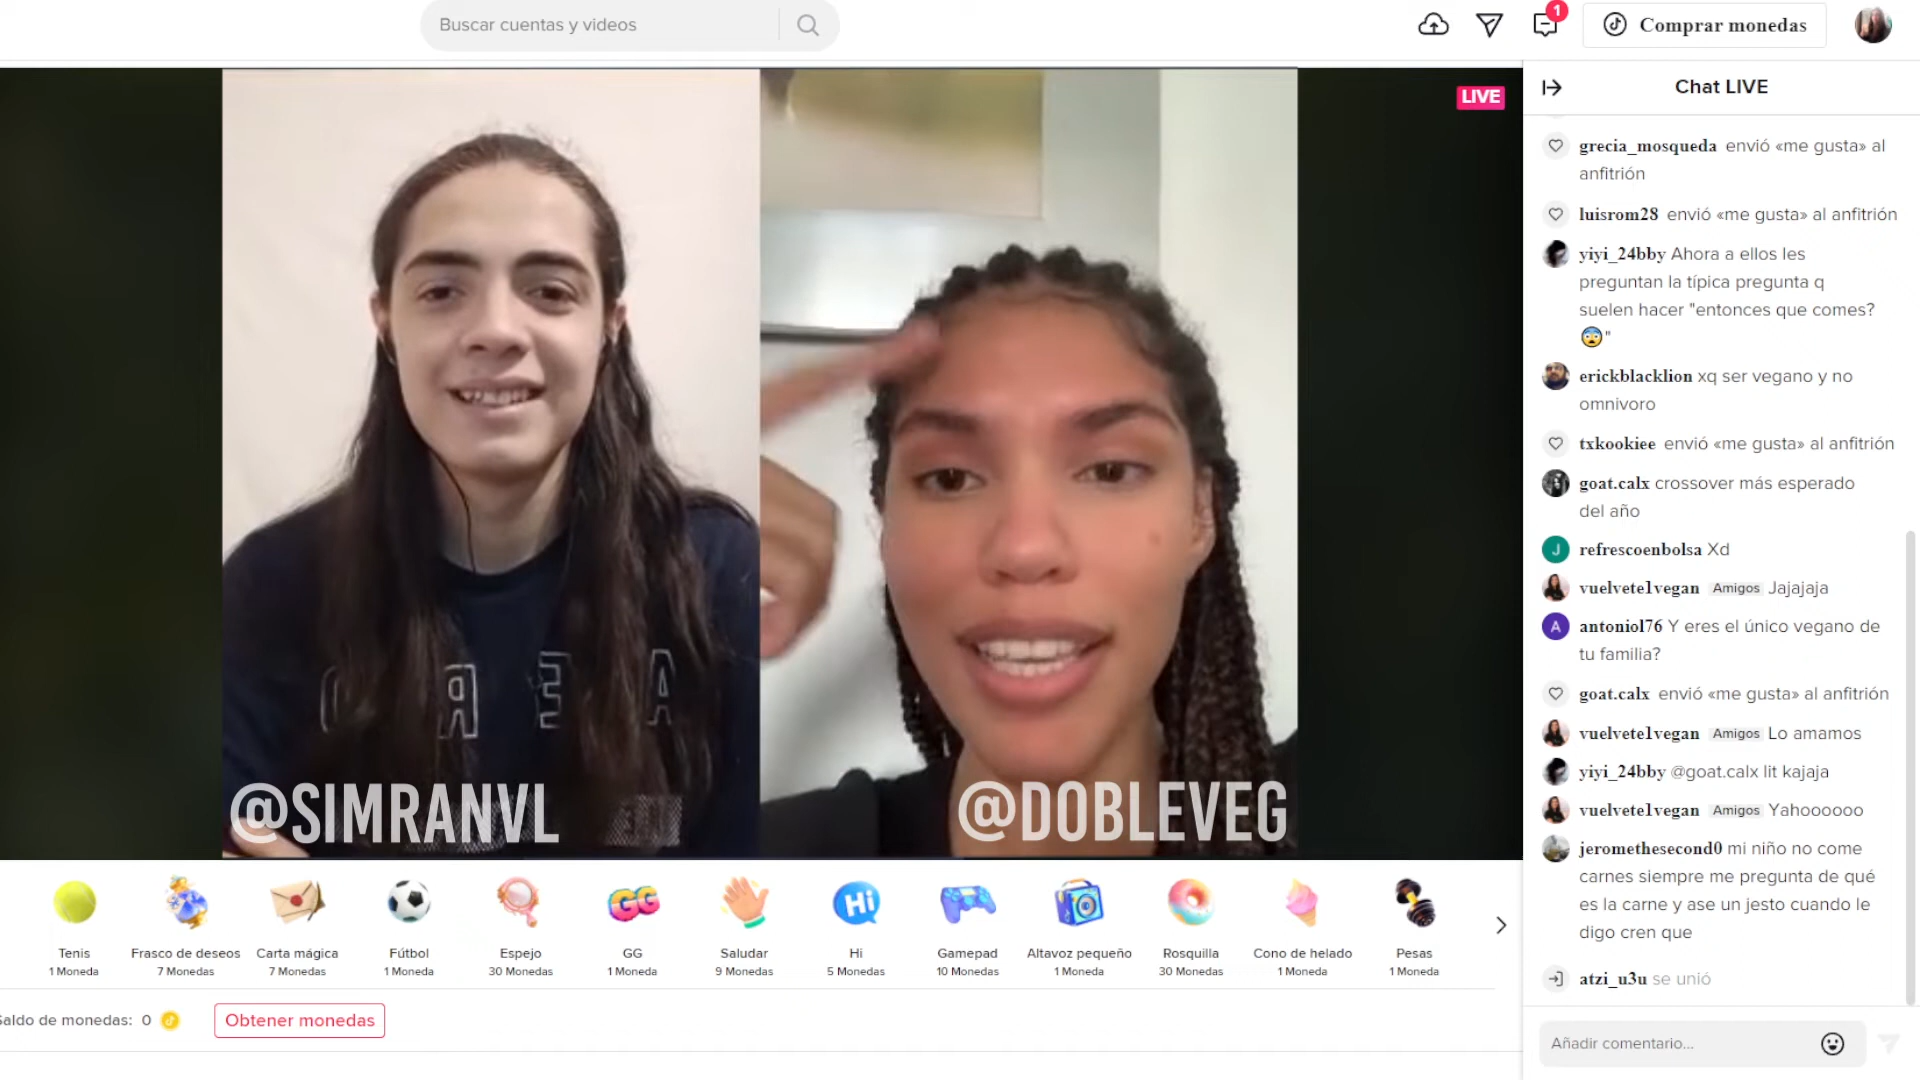 Buscar cuentas y videos
1
Comprar monedas
LIVE
Chat LIVE
grecia_mosqueda envió «me gusta» al
anfitrión
luisrom28 envió «me gusta» al anfitrión
yiyi_24bby Ahora a ellos les
preguntan la típica pregunta q
suelen hacer "entonces que comes?
😨"
erickblacklion xq ser vegano y no
omnivoro
txkookiee envió «me gusta» al anfitrión
goat.calx crossover más esperado
del año
J refrescoenbolsa Xd
vuelvete1vegan Amigos Jajajaja
A antoniol76 Y eres el único vegano de
tu familia?
goat.calx envió «me gusta» al anfitrión
vuelvete1vegan Amigos Lo amamos
yiyi_24bby @goat.calx lit kajaja
vuelvete1vegan Amigos Yahoooooo
jeromethesecond0 mi niño no come
carnes siempre me pregunta de qué
es la carne y ase un jesto cuando le
digo cren que
atzi_u3u se unió
Añadir comentario...
AERO
@SIMRANVL
@DOBLEVEG
GG
Hi
Tenis
1 Moneda
Frasco de deseos
7 Monedas
Carta mágica
7 Monedas
Fútbol
1 Moneda
Espejo
30 Monedas
GG
1 Moneda
Saludar
9 Monedas
Hi
5 Monedas
Gamepad
10 Monedas
Altavoz pequeño
1 Moneda
Rosquilla
30 Monedas
Cono de helado
1 Moneda
Pesas
1 Moneda
Saldo de monedas: 0
Obtener monedas